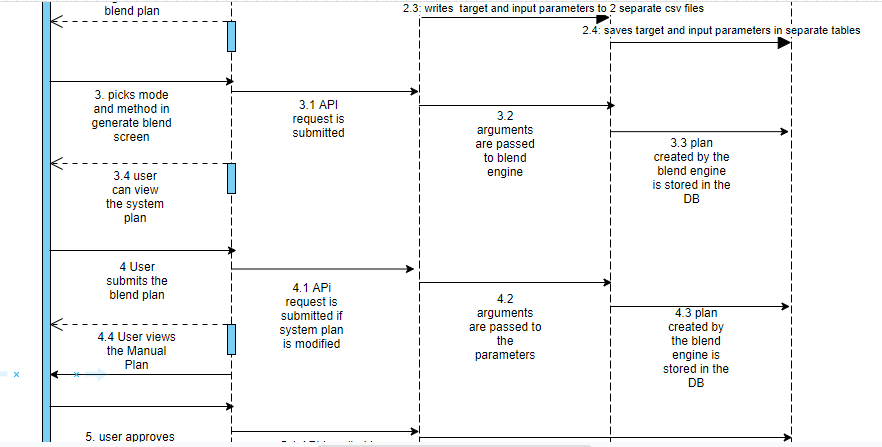 blend plan
2.3: writes target and input parameters to 2 separate csv files
2.4: saves target and input parameters in separate tables
3. picks mode
and method in
generate blend
screen
3.1 API
request is
submitted
3.2
arguments
are passed
to blend
engine
3.3 plan
created by the
blend engine
is stored in the
DB
3.4 user
can view
the system
plan
4 User
submits the
blend plan
4.1 APi
request is
submitted if
system plan
is modified
4.2
arguments
are passed to
the
parameters
4.3 plan
created by
the blend
engine is
stored in the
DB
4.4 User views
the Manual
Plan
5. user approves